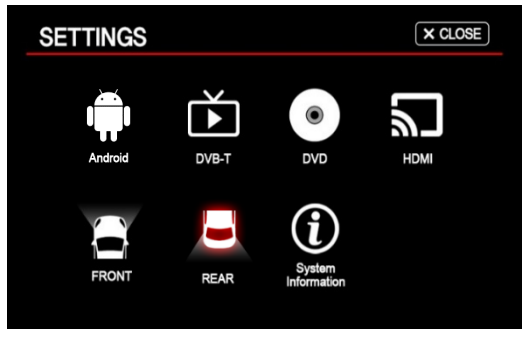 SETTINGS
× CLOSE
Android
DVB-T
DVD
HDMI
FRONT
REAR
System
Information